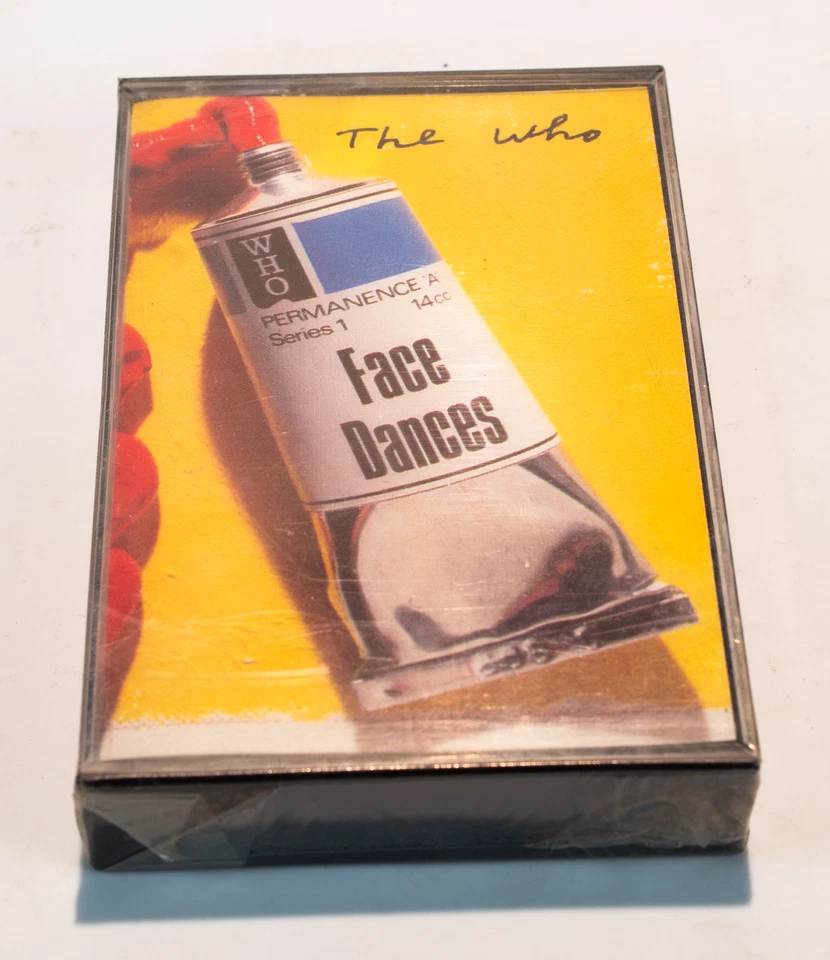 The Who
WHO
PERMANENCE "A"
Series 1 14cc
Face
Dances